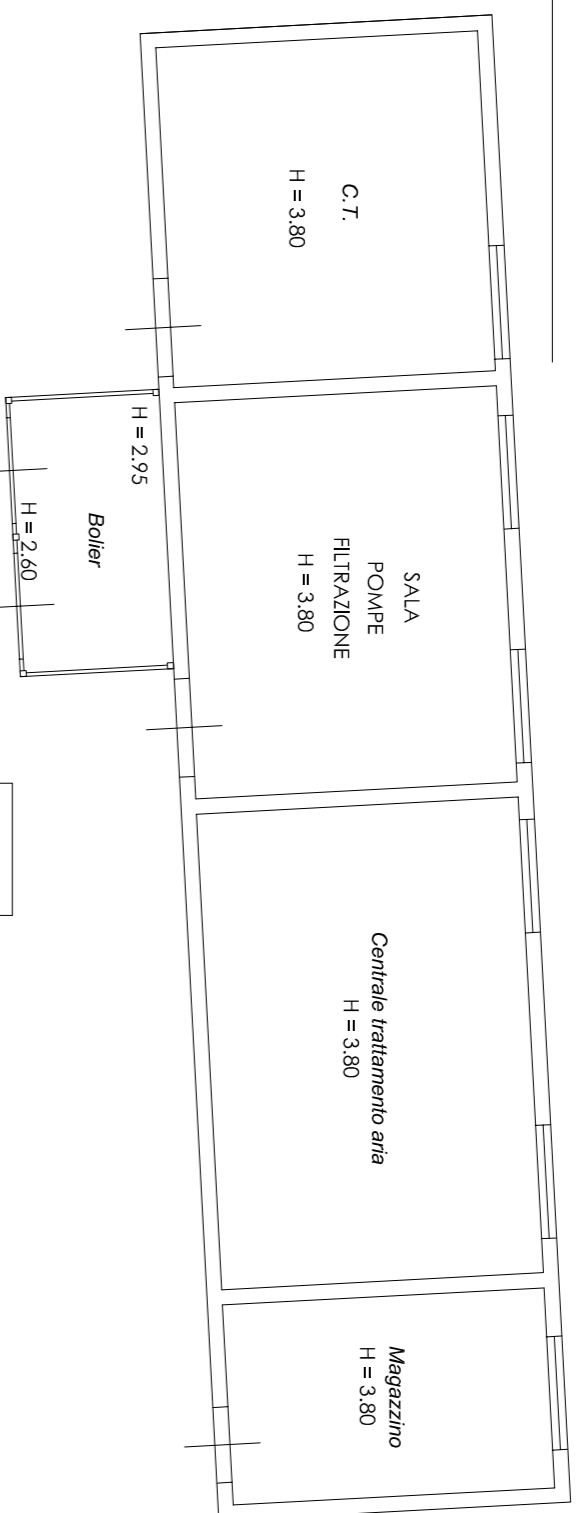 C.T.
H = 3.80
H = 2.95
Bolier
H = 2.60
SALA
POMPE
FILTRAZIONE
H = 3.80
Centrale trattamento aria
H = 3.80
Magazzino
H = 3.80